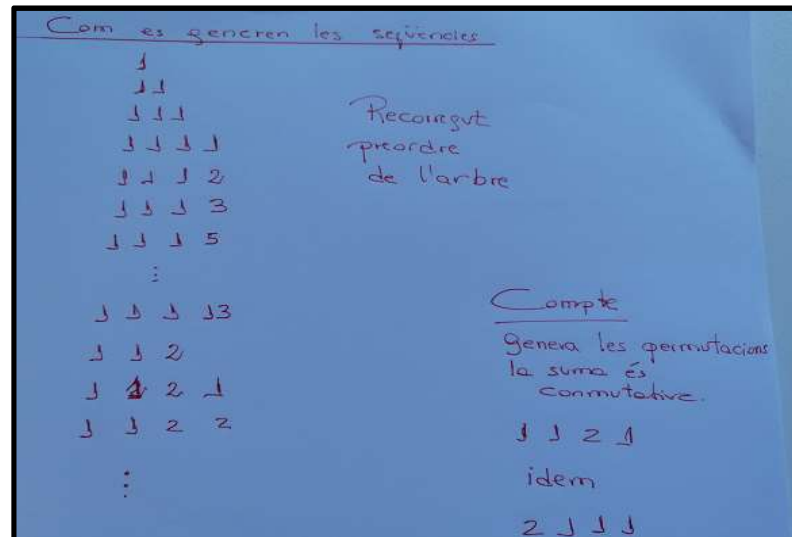 Com es generen les seqüències
1
1 1
1 1 1
1 1 1 1
1 1 1 2
1 1 1 3
1 1 1 5
⋮
1 1 1 13
1 1 2
1 1 2 1
1 1 2 2
⋮
Recorregut
preordre
de l'arbre
Compte
genera les permutacions
la suma és
conmutative.
1 1 2 1
idem
2 1 1 1